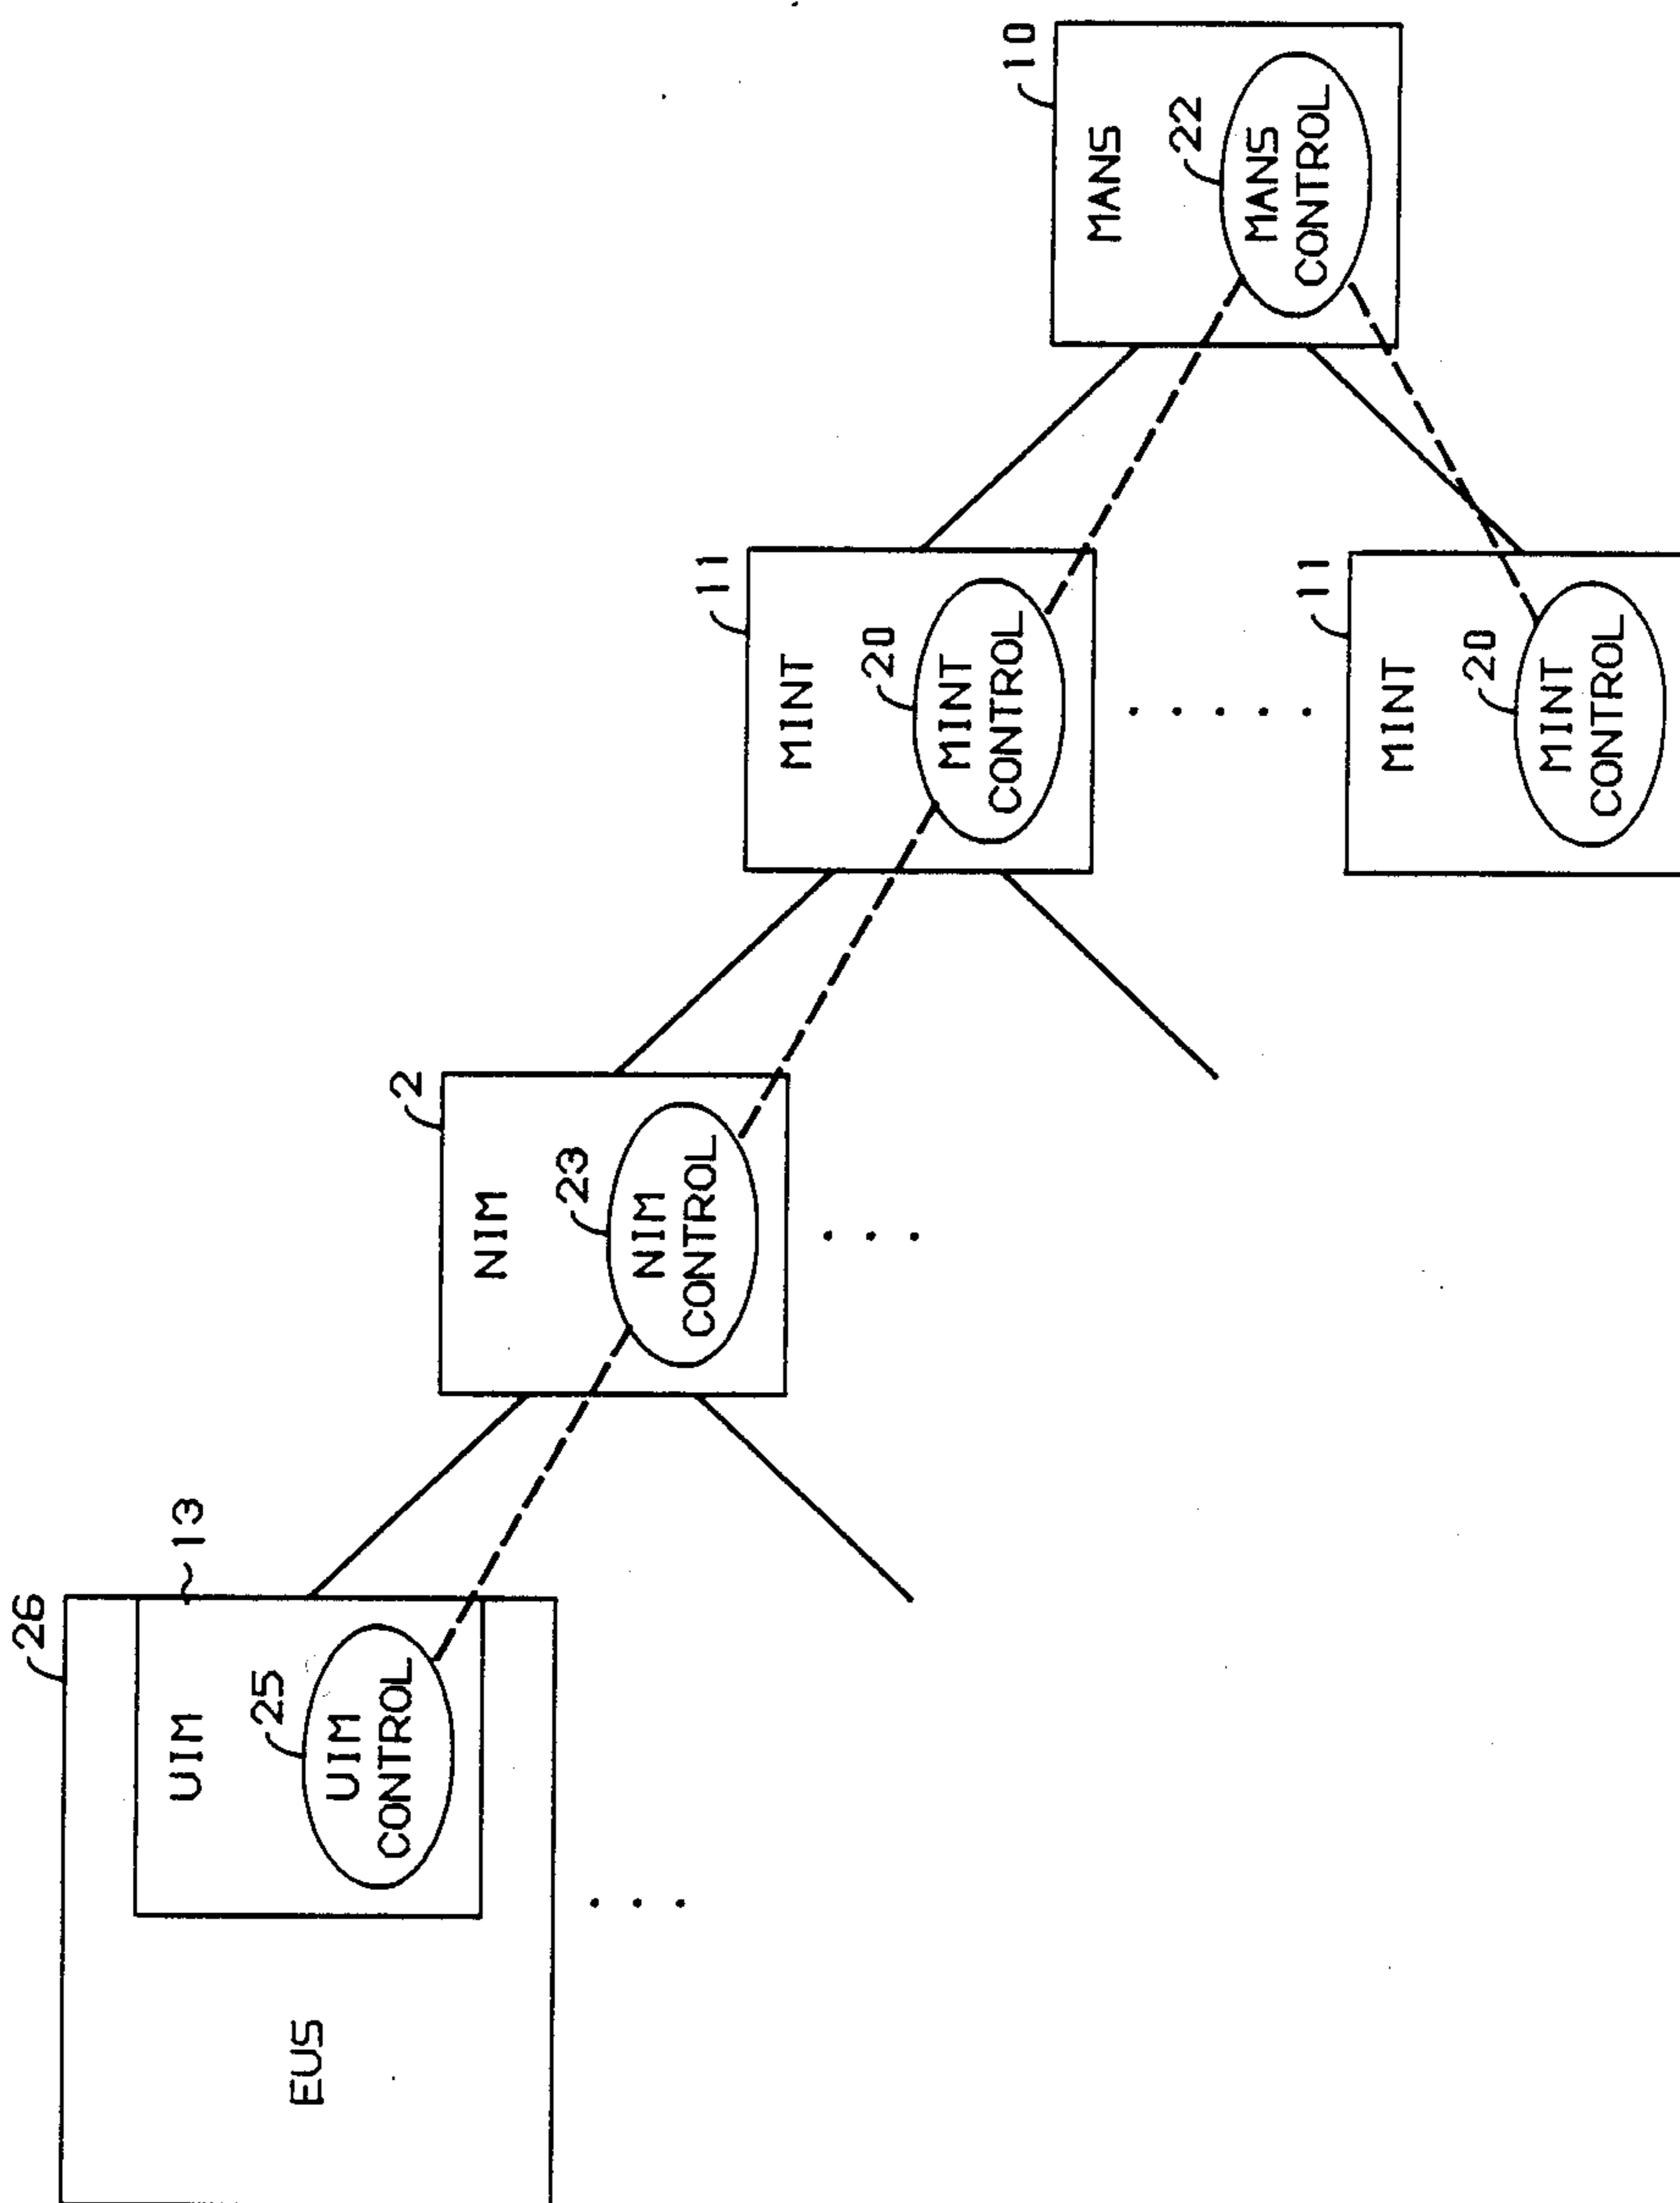 26
13
EUS
UIM
25
UIM
CONTROL
2
NIM
23
NIM
CONTROL
11
MINT
20
MINT
CONTROL
11
MINT
20
MINT
CONTROL
10
MANS
22
MANS
CONTROL